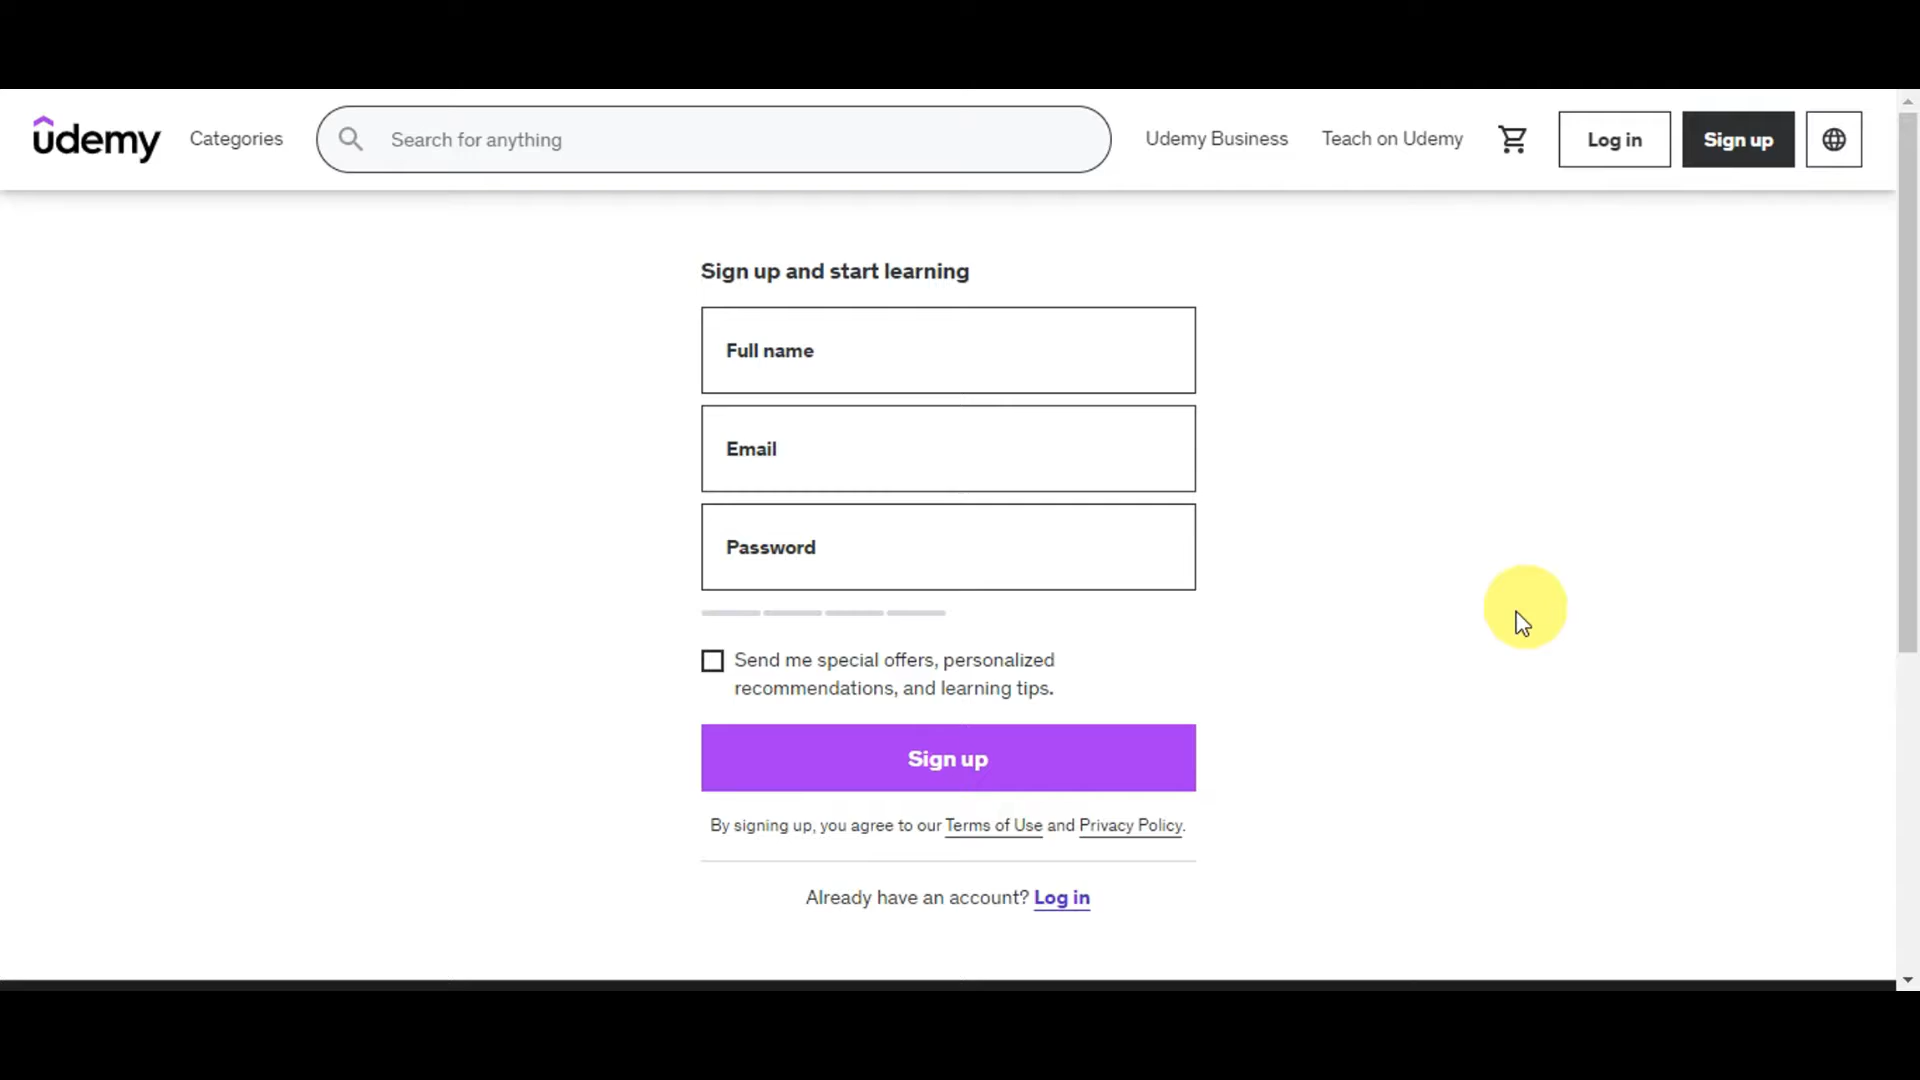 udemy Categories Search for anything Udemy Business Teach on Udemy Log in Sign up
Sign up and start learning
Full name
Email
Password
Send me special offers, personalized
recommendations, and learning tips.
Sign up
By signing up, you agree to our Terms of Use and Privacy Policy.
Already have an account? Log in